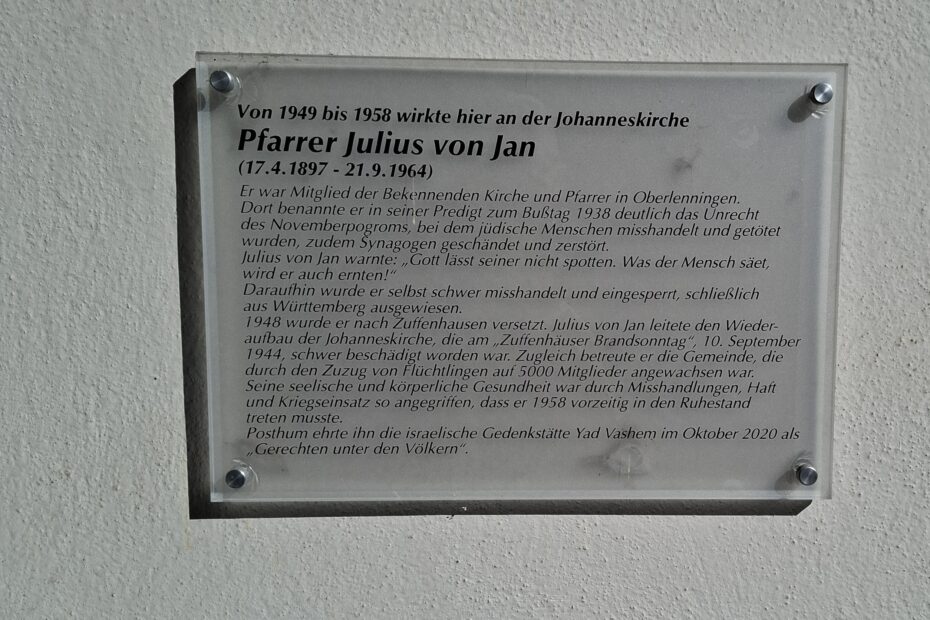 Von 1949 bis 1958 wirkte hier an der Johanneskirche
Pfarrer Julius von Jan
(17.4.1897 - 21.9.1964)
Er war Mitglied der Bekennenden Kirche und Pfarrer in Oberlenningen.
Dort benannte er in seiner Predigt zum Bußtag 1938 deutlich das Unrecht
des Novemberpogroms, bei dem jüdische Menschen misshandelt und getötet
wurden, zudem Synagogen geschändet und zerstört.
Julius von Jan warnte: „Gott lässt seiner nicht spotten. Was der Mensch säet,
wird er auch ernten!“
Daraufhin wurde er selbst schwer misshandelt und eingesperrt, schließlich
aus Württemberg ausgewiesen.
1948 wurde er nach Zuffenhausen versetzt. Julius von Jan leitete den Wieder-
aufbau der Johanneskirche, die am „Zuffenhäuser Brandsonntag“, 10. September
1944, schwer beschädigt worden war. Zugleich betreute er die Gemeinde, die
durch den Zuzug von Flüchtlingen auf 5000 Mitglieder angewachsen war.
Seine seelische und körperliche Gesundheit war durch Misshandlungen, Haft
und Kriegseinsatz so angegriffen, dass er 1958 vorzeitig in den Ruhestand
treten musste.
Posthum ehrte ihn die israelische Gedenkstätte Yad Vashem im Oktober 2020 als
„Gerechten unter den Völkern“.